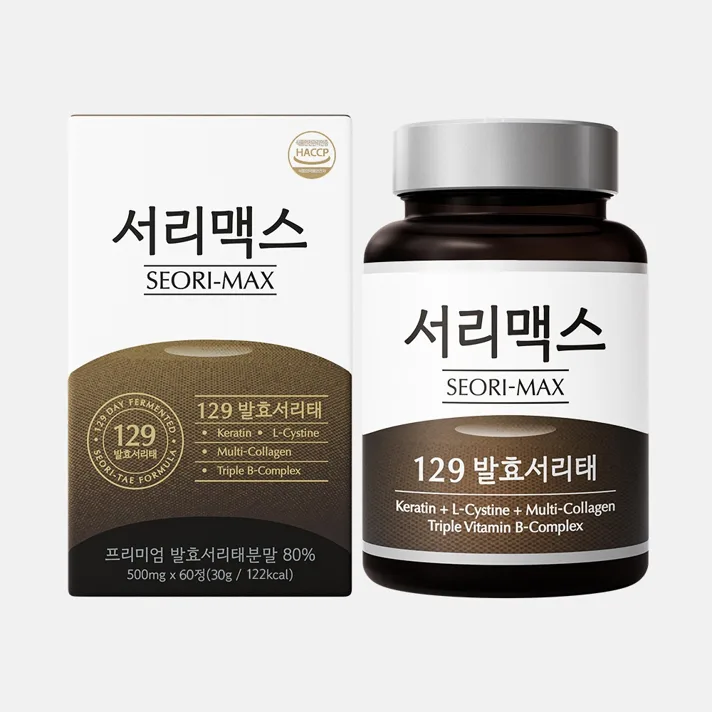 HACCP
서리맥스
SEORI-MAX
• 129 DAY FERMENTED •
129
발효서리태
SEORI-TAE FORMULA
129 발효서리태
• Keratin • L-Cystine
• Multi-Collagen
• Triple B-Complex
프리미엄 발효서리태분말 80%
500mg x 60정(30g / 122kcal)
서리맥스
SEORI-MAX
129 발효서리태
Keratin + L-Cystine + Multi-Collagen
Triple Vitamin B-Complex